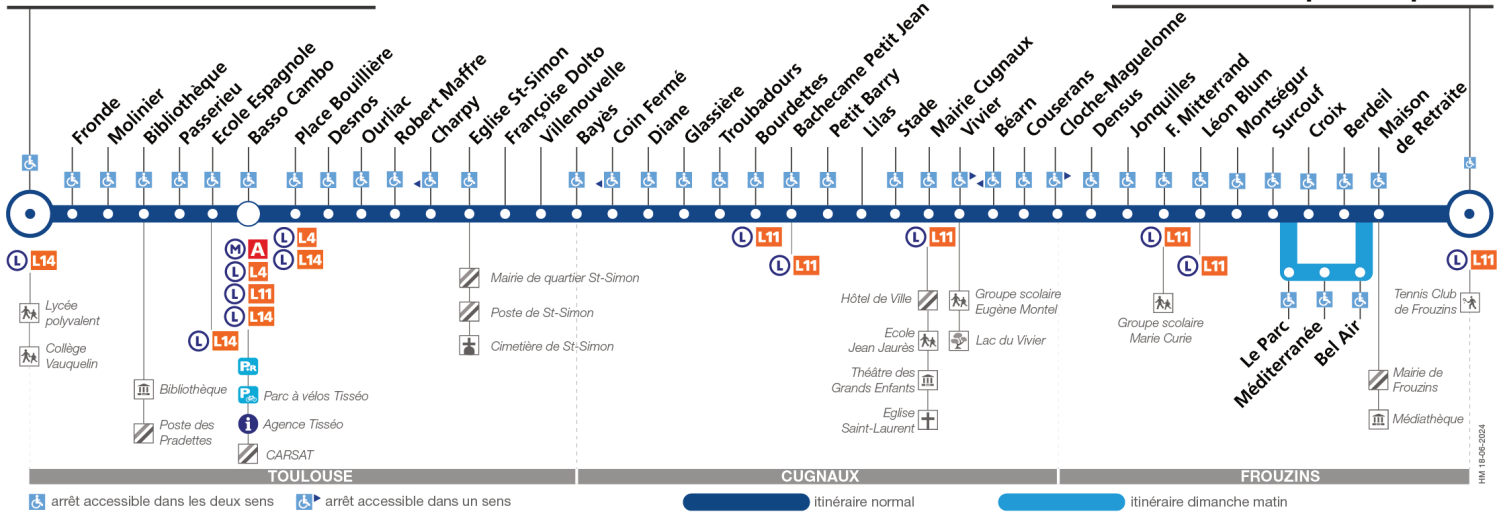 Fronde
Molinier
Bibliothèque
Passerieu
Ecole Espagnole
Basso Cambo
Place Bouillière
Desnos
Ourliac
Robert Maffre
Charpy
Eglise St-Simon
Françoise Dolto
Villenouvelle
Bayès
Coin Fermé
Diane
Glassière
Troubadours
Bourdettes
Bachecame Petit Jean
Petit Barry
Lilas
Stade
Mairie Cugnaux
Vivier
Béarn
Couserans
Cloche-Maguelonne
Densus
Jonquilles
F. Mitterrand
Léon Blum
Montségur
Surcouf
Croix
Berdeil
Maison
de Retraite
L L14
L L14
M A
L L4
L L11
L L14
L L4
L L14
L L11
L L11
L L11
L L11
L L11
L L11
Lycée
polyvalent
Collège
Vauquelin
Bibliothèque
Poste des
Pradettes
P+R
P
Parc à vélos Tisséo
i
Agence Tisséo
CARSAT
Mairie de quartier St-Simon
Poste de St-Simon
Cimetière de St-Simon
Hôtel de Ville
Ecole
Jean Jaurès
Théâtre des
Grands Enfants
Eglise
Saint-Laurent
Groupe scolaire
Eugène Montel
Lac du Vivier
Groupe scolaire
Marie Curie
Le Parc
Méditerranée
Bel Air
Tennis Club
de Frouzins
Mairie de
Frouzins
Médiathèque
HM 18-06-2024
TOULOUSE
CUGNAUX
FROUZINS
arrêt accessible dans les deux sens
arrêt accessible dans un sens
itinéraire normal
itinéraire dimanche matin